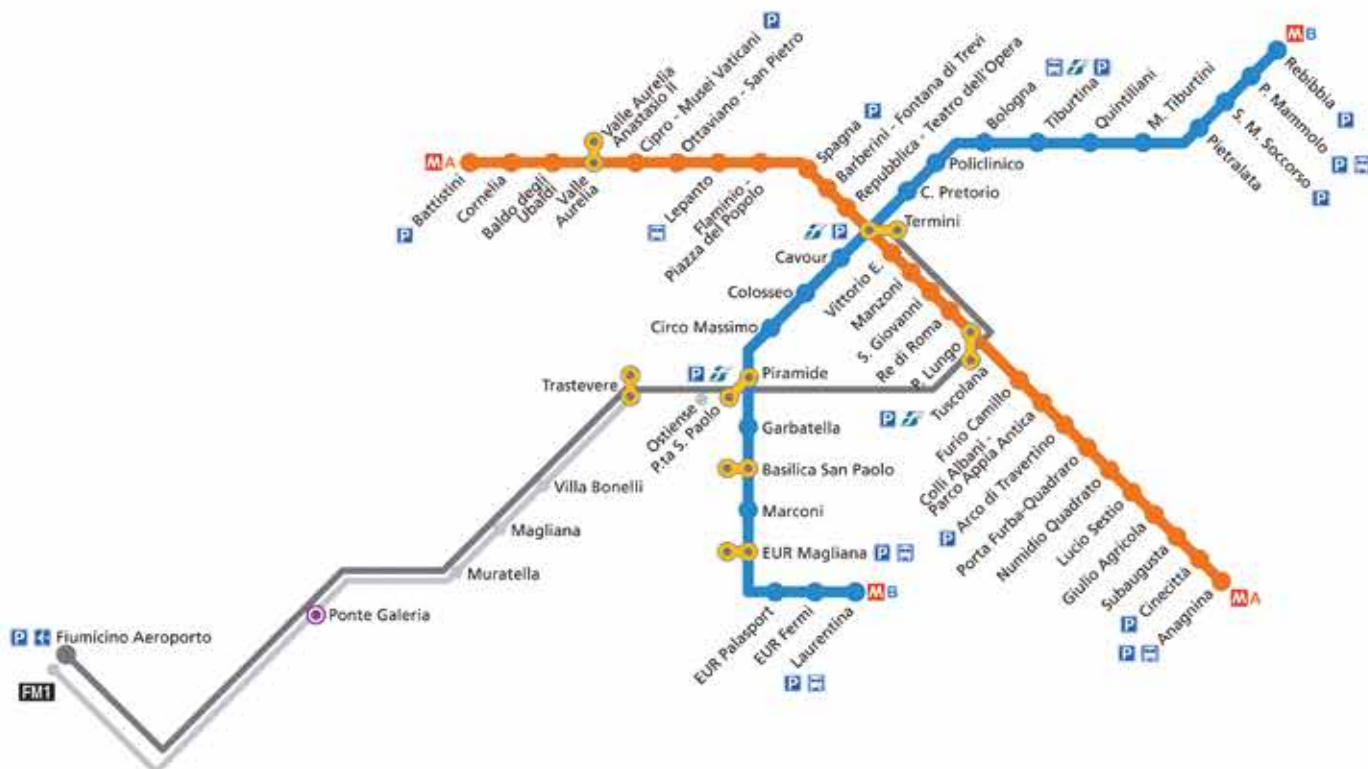 M A
Battistini
Cornelia
Baldo degli
Ubaldi
Valle
Aurelia
Valle Aurelia
Anastasio II
Cipro - Musei Vaticani
P
Ottaviano - San Pietro
Lepanto
Flaminio -
Piazza del Popolo
Spagna
P
Barberini - Fontana di Trevi
Repubblica - Teatro dell'Opera
Termini
P
Vittorio E.
Manzoni
S. Giovanni
Re di Roma
P. Lungo
Tuscolana
P
Furio Camillo
Colli Albani -
Parco Appia Antica
Arco di Travertino
P
Porta Furba-Quadraro
Numidio Quadrato
Lucio Sestio
Giulio Agricola
Subaugusta
Cinecittà
P
Anagnina
P
M A
M B
Rebibbia
P
P. Mammolo
P
S. M. Soccorso
P
Pietralata
M. Tiburtini
Quintiliani
Tiburtina
P
Bologna
Policlinico
C. Pretorio
Cavour
Colosseo
Circo Massimo
P
Piramide
Garbatella
Basilica San Paolo
Marconi
EUR Magliana
P
EUR Palasport
EUR Fermi
Laurentina
P
M B
Trastevere
Ostiense
P.ta S. Paolo
Villa Bonelli
Magliana
Muratella
Ponte Galeria
P
Fiumicino Aeroporto
FM1
P